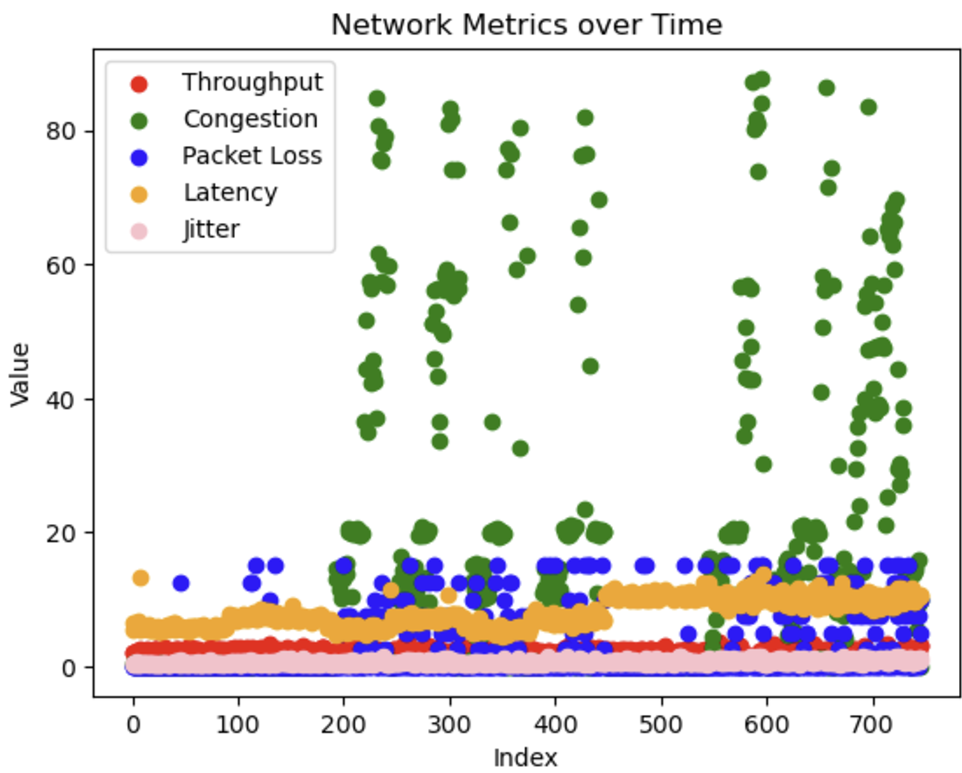 Network Metrics over Time
Throughput
Congestion
Packet Loss
Latency
Jitter
80
60
40
20
0
Value
0 100 200 300 400 500 600 700
Index